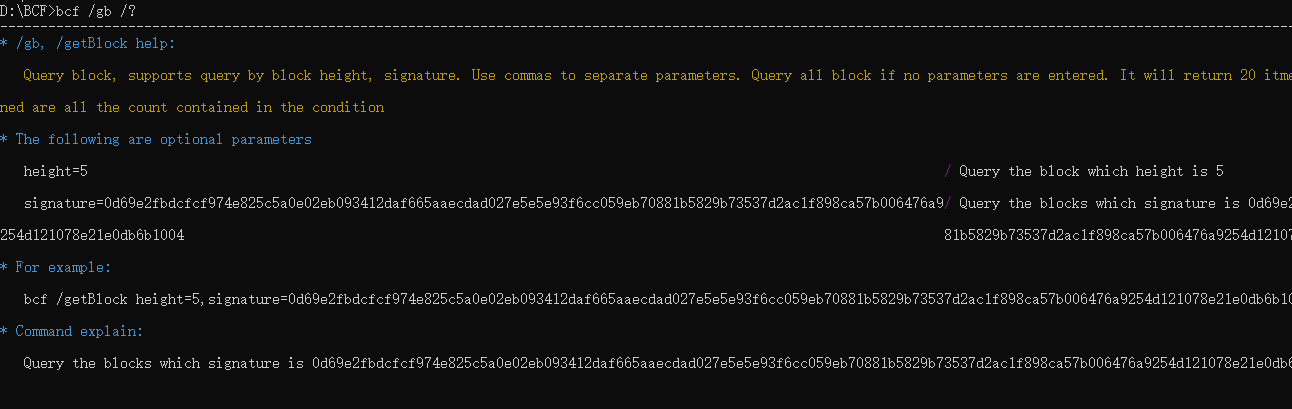 D:\BCF>bcf /gb /?
* /gb, /getBlock help:
Query block, supports query by block height, signature. Use commas to separate parameters. Query all block if no parameters are entered. It will return 20 itme
ned are all the count contained in the condition
* The following are optional parameters
height=5 / Query the block which height is 5
signature=0d69e2fbdcfcf974e825c5a0e02eb093412daf665aaecdad027e5e5e93f6cc059eb70881b5829b73537d2ac1f898ca57b006476a9/ Query the blocks which signature is 0d69e2
254d121078e21e0db6b1004 81b5829b73537d2ac1f898ca57b006476a9254d12107
* For example:
bcf /getBlock height=5,signature=0d69e2fbdcfcf974e825c5a0e02eb093412daf665aaecdad027e5e5e93f6cc059eb70881b5829b73537d2ac1f898ca57b006476a9254d121078e21e0db6b10
* Command explain:
Query the blocks which signature is 0d69e2fbdcfcf974e825c5a0e02eb093412daf665aaecdad027e5e5e93f6cc059eb70881b5829b73537d2ac1f898ca57b006476a9254d121078e21e0db6